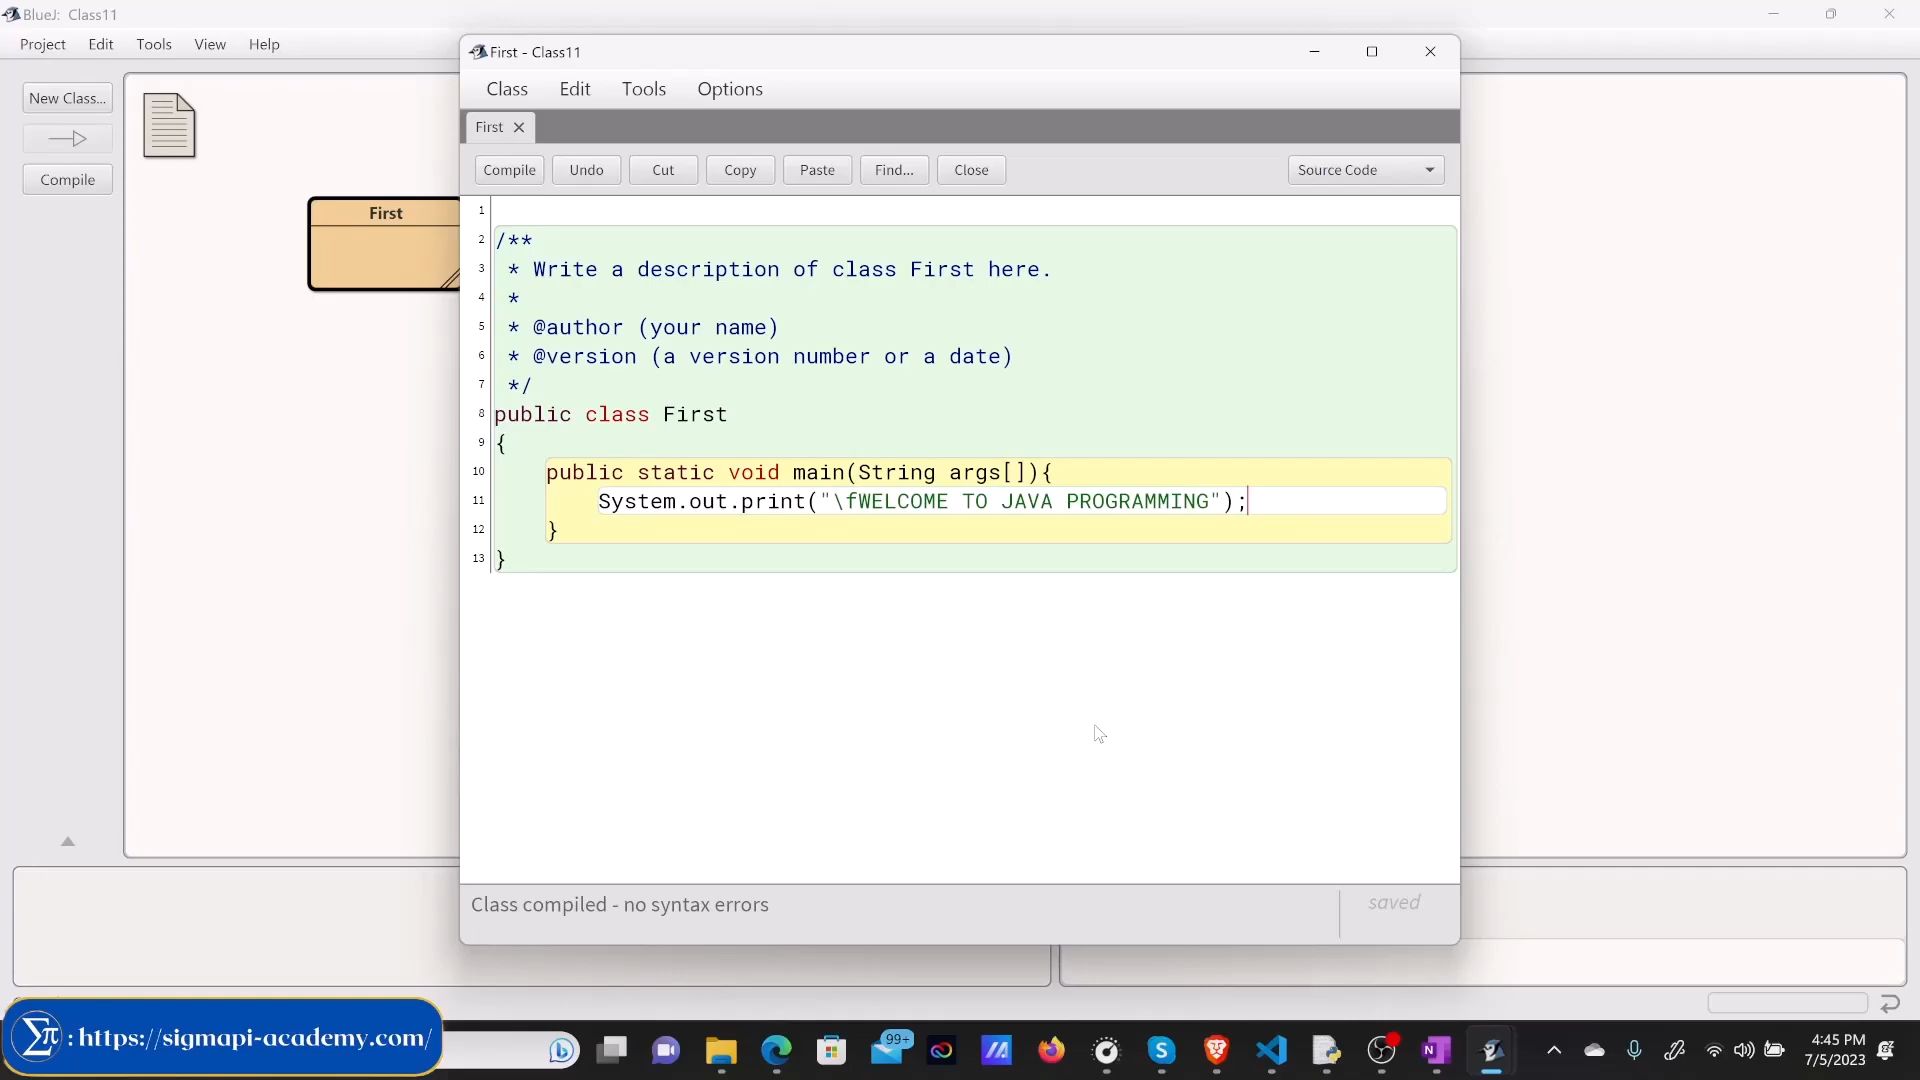 BlueJ: Class11
Project Edit Tools View Help
New Class...
Compile
First
First - Class11
Class Edit Tools Options
First
Compile Undo Cut Copy Paste Find... Close Source Code
1
2 /**
3 * Write a description of class First here.
4 *
5 * @author (your name)
6 * @version (a version number or a date)
7 */
8 public class First
9 {
10 public static void main(String args[]){
11 System.out.print("\fWELCOME TO JAVA PROGRAMMING");
12 }
13 }
Class compiled - no syntax errors
saved
Σπ : https://sigmapi-academy.com/
99+
N
4:45 PM
7/5/2023